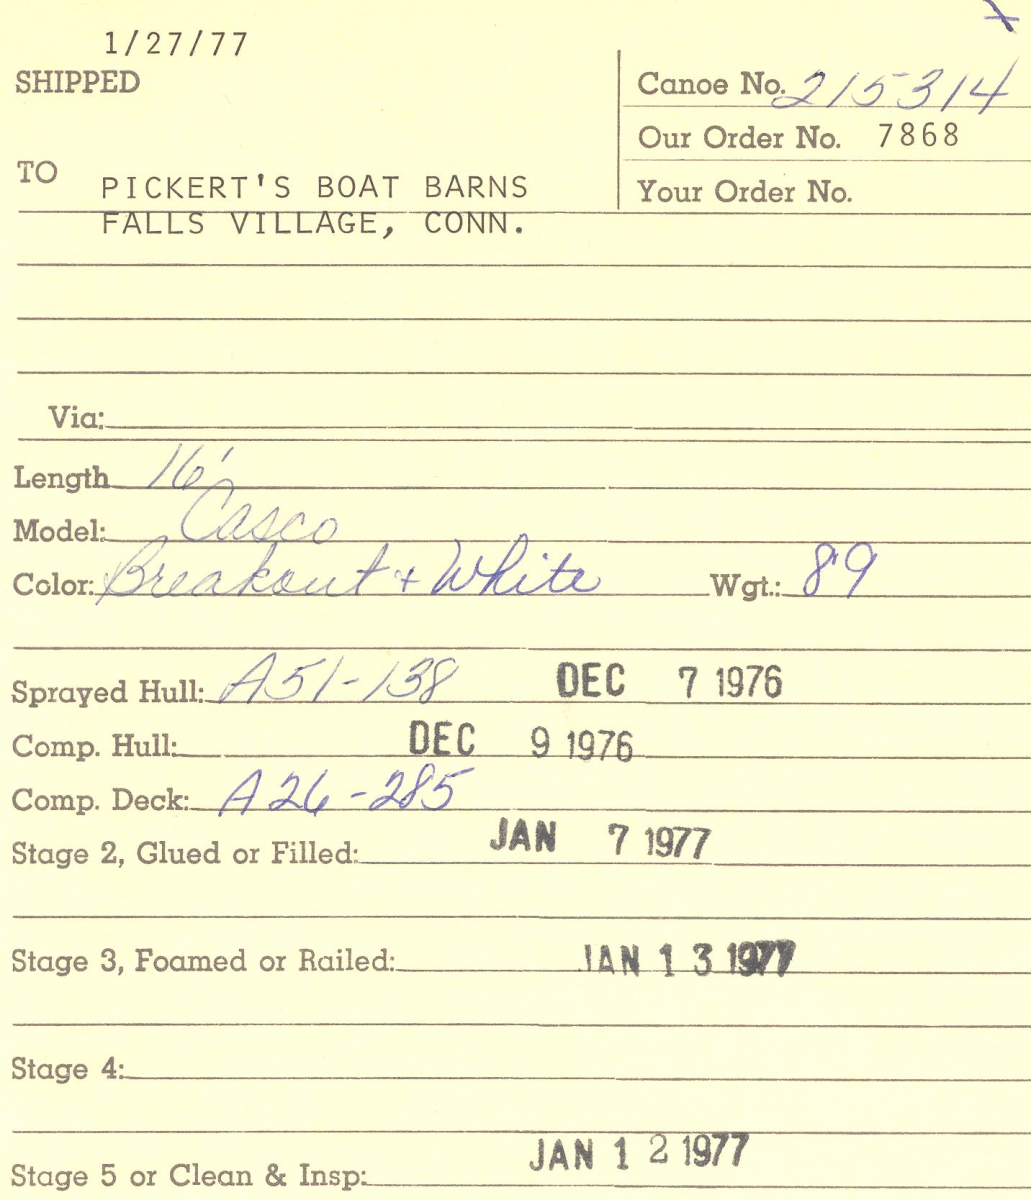 1/27/77
SHIPPED
Canoe No. 215314
Our Order No. 7868
TO PICKERT'S BOAT BARNS
Your Order No.
FALLS VILLAGE, CONN.
Via:
Length 16'
Model: Casco
Color: Breakout + White Wgt.: 89
Sprayed Hull: A51-138 DEC 7 1976
Comp. Hull: DEC 9 1976
Comp. Deck: A26-285
Stage 2, Glued or Filled: JAN 7 1977
Stage 3, Foamed or Railed: JAN 13 1977
Stage 4:
Stage 5 or Clean & Insp: JAN 12 1977